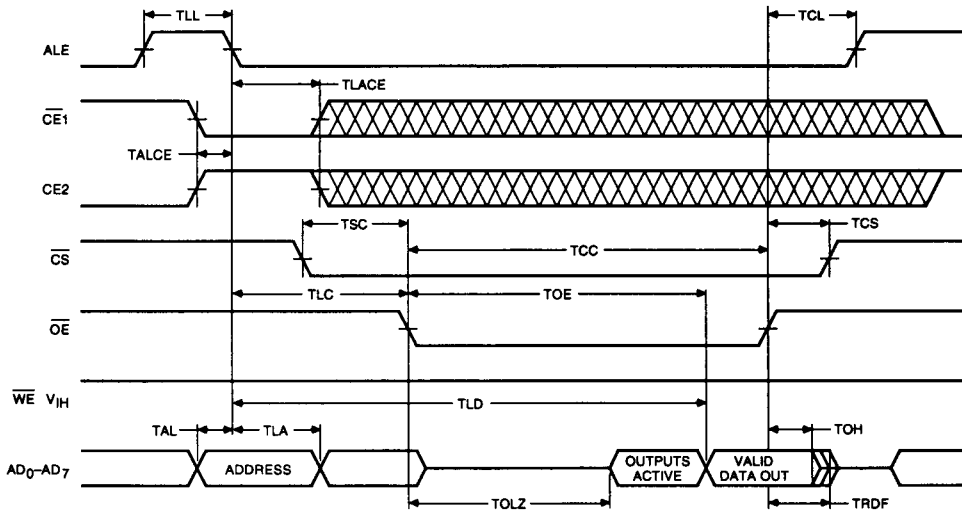 TLL
TCL
ALE
TLACE
CE1
TALCE
CE2
TSC
TCS
CS
TCC
TLC
TOE
OE
WE VIH
TLD
TAL
TLA
TOH
AD0–AD7
ADDRESS
OUTPUTS ACTIVE
VALID DATA OUT
TOLZ
TRDF